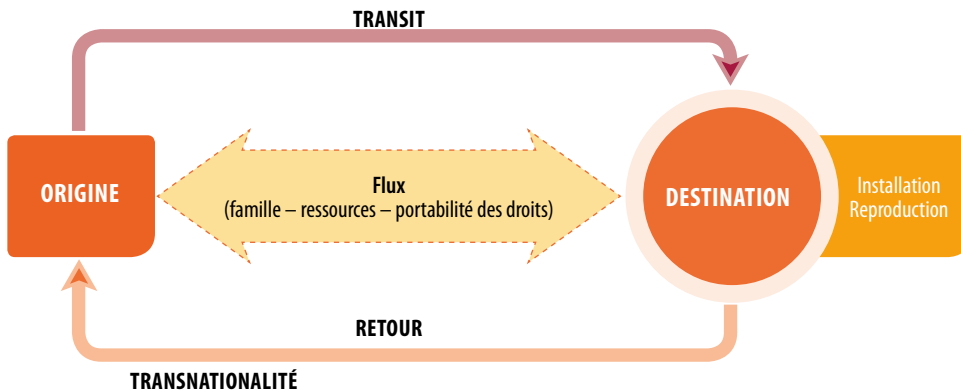 TRANSIT
ORIGINE
Flux
(famille – ressources – portabilité des droits)
DESTINATION
Installation
Reproduction
RETOUR
TRANSNATIONALITÉ